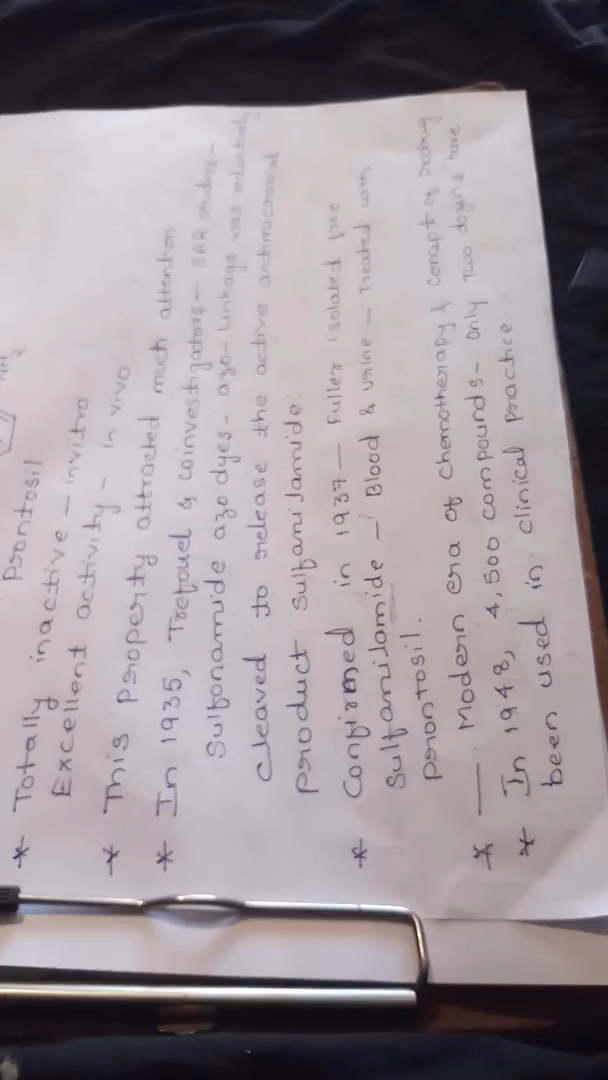 NH2
prontosil
* Totally inactive - invitro
Excellent activity - in vivo
* This property attracted much attention
* In 1935, Trefouel & coinvestigators - SAR studies -
Sulfonamide azo dyes - azo- Linkage was reductively
cleaved to release the active antimicrobial
product sulfanilamide.
* Confirmed in 1937 - Fuller isolated free
Sulfanilamide - Blood & urine - Treated with
prontosil.
* — Modern era of chemotherapy & concept of prodrug
* In 1948, 4,500 compounds - only two dozens have
been used in clinical practice.